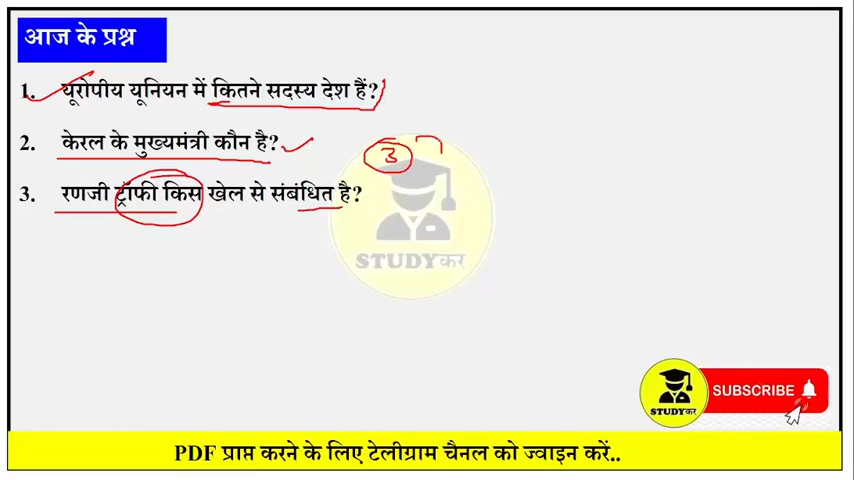 आज के प्रश्न
1. यूरोपीय यूनियन में कितने सदस्य देश हैं?
2. केरल के मुख्यमंत्री कौन है?
3
3. रणजी ट्रॉफी किस खेल से संबंधित है?
STUDYकर
STUDYकर
SUBSCRIBE
PDF प्राप्त करने के लिए टेलीग्राम चैनल को ज्वाइन करें..